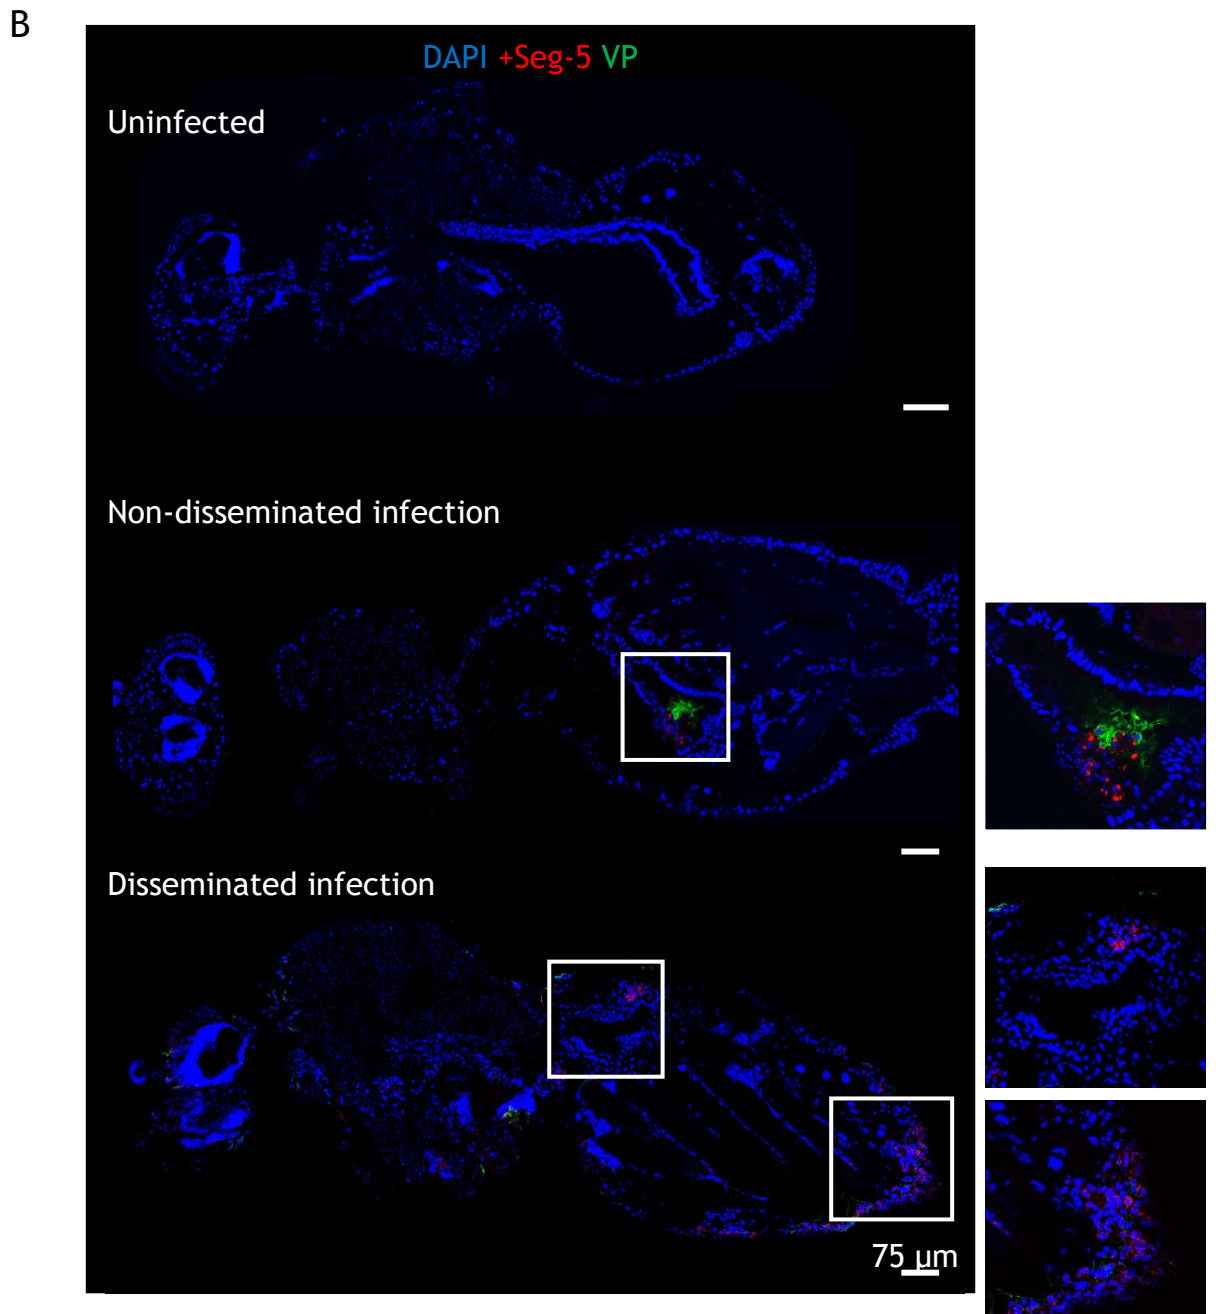 B
DAPI +Seg-5 VP
Uninfected
Non-disseminated infection
Disseminated infection
75 µm